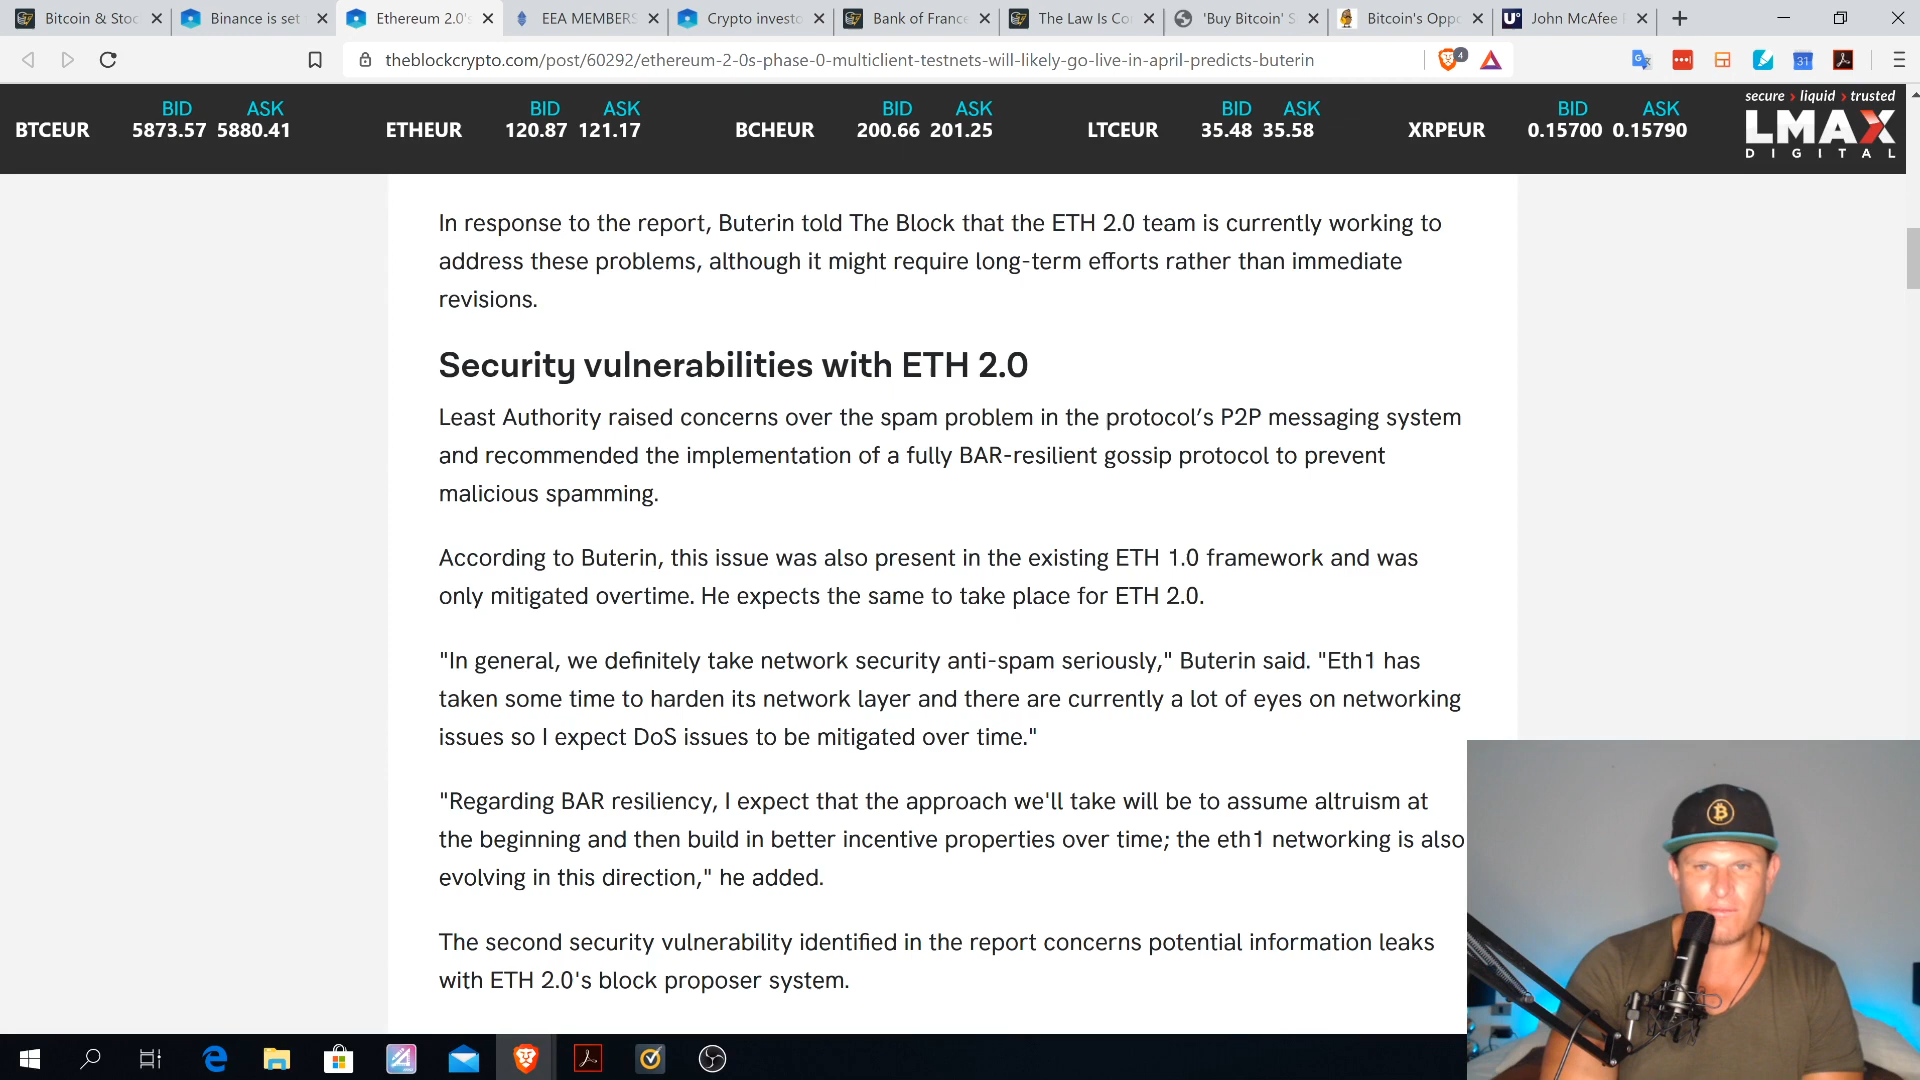 Bitcoin & Stoc
Binance is set
Ethereum 2.0's
EEA MEMBERS
Crypto investo
Bank of France
The Law Is Co
'Buy Bitcoin' S
Bitcoin's Oppo
John McAfee
theblockcrypto.com/post/60292/ethereum-2-0s-phase-0-multiclient-testnets-will-likely-go-live-in-april-predicts-buterin
4
31
BID ASK BID ASK BID ASK BID ASK BID ASK
BTCEUR 5873.57 5880.41 ETHEUR 120.87 121.17 BCHEUR 200.66 201.25 LTCEUR 35.48 35.58 XRPEUR 0.15700 0.15790
secure › liquid › trusted
LMAX
DIGITAL
In response to the report, Buterin told The Block that the ETH 2.0 team is currently working to
address these problems, although it might require long-term efforts rather than immediate
revisions.
Security vulnerabilities with ETH 2.0
Least Authority raised concerns over the spam problem in the protocol’s P2P messaging system
and recommended the implementation of a fully BAR-resilient gossip protocol to prevent
malicious spamming.
According to Buterin, this issue was also present in the existing ETH 1.0 framework and was
only mitigated overtime. He expects the same to take place for ETH 2.0.
"In general, we definitely take network security anti-spam seriously," Buterin said. "Eth1 has
taken some time to harden its network layer and there are currently a lot of eyes on networking
issues so I expect DoS issues to be mitigated over time."
"Regarding BAR resiliency, I expect that the approach we'll take will be to assume altruism at
the beginning and then build in better incentive properties over time; the eth1 networking is also
evolving in this direction," he added.
The second security vulnerability identified in the report concerns potential information leaks
with ETH 2.0's block proposer system.